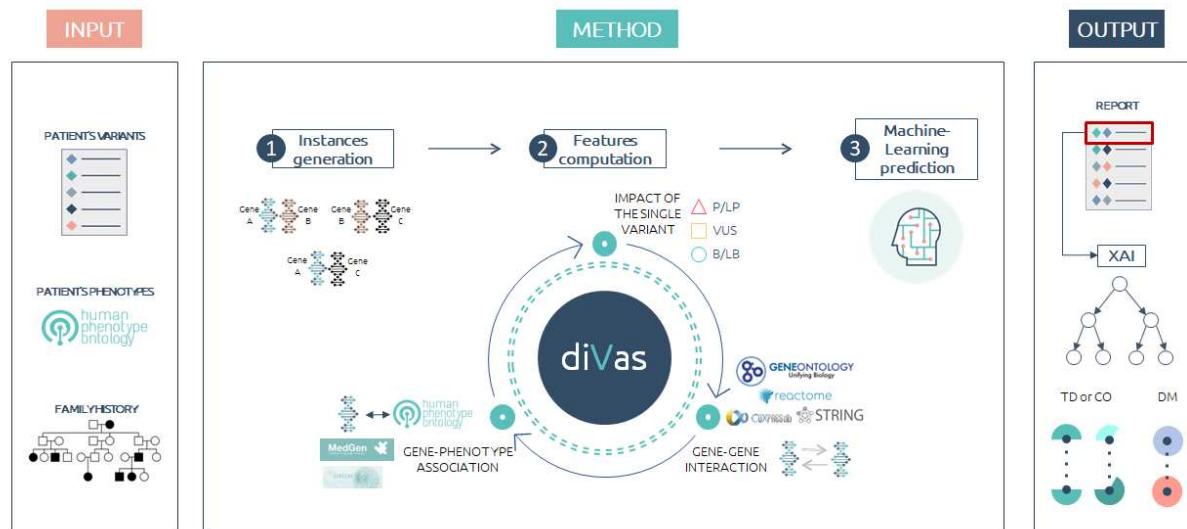 INPUT
METHOD
OUTPUT
PATIENT'S VARIANTS
PATIENT'S PHENOTYPES
human
phenotype
ontology
FAMILY HISTORY
1 Instances
generation
2 Features
computation
3 Machine-
Learning
prediction
Gene
A
Gene
B
Gene
B
Gene
C
Gene
A
Gene
C
IMPACT OF
THE SINGLE
VARIANT
P/LP
VUS
B/LB
diVas
GENEONTOLOGY
Unifying Biology
reactome
STRING
GENE-GENE
INTERACTION
human
phenotype
ontology
MedGen
GENE-PHENOTYPE
ASSOCIATION
REPORT
XAI
TD or CO
DM